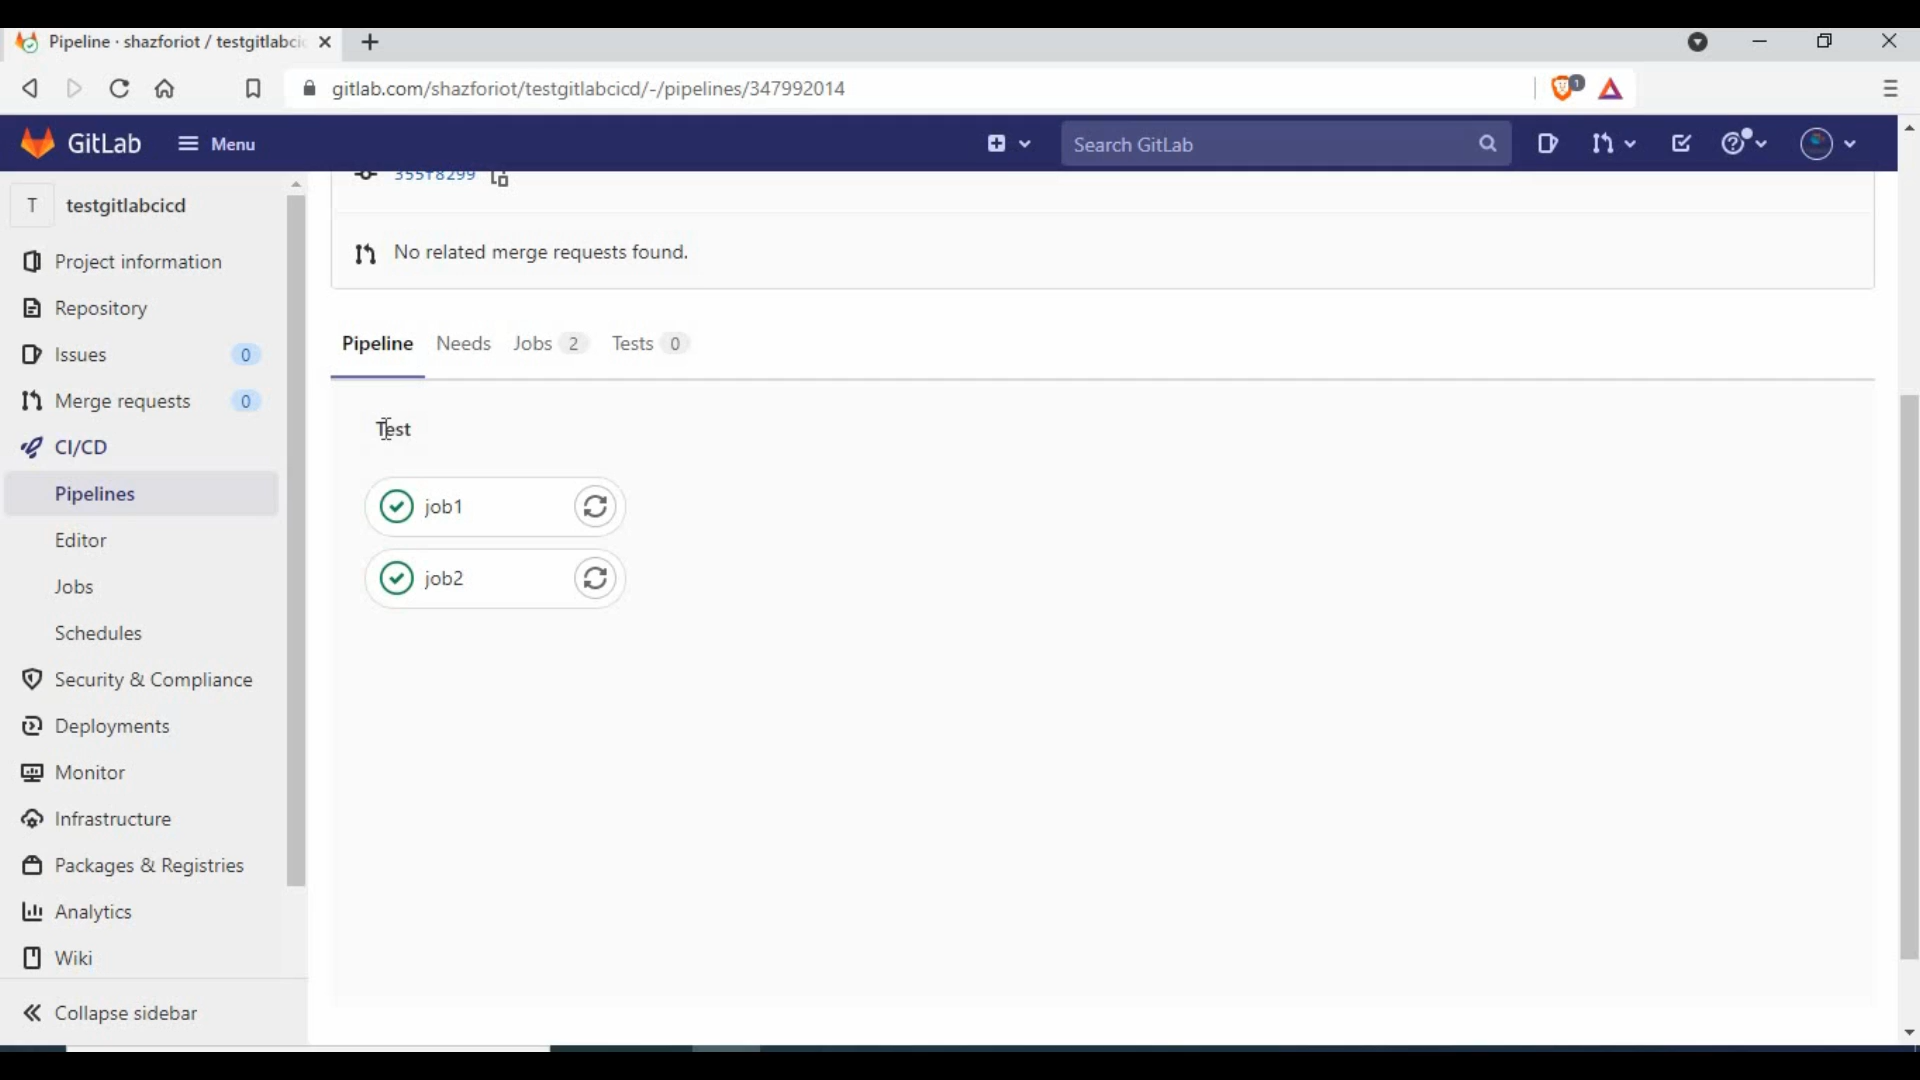 Pipeline · shazforiot / testgitlabci
gitlab.com/shazforiot/testgitlabcicd/-/pipelines/347992014
1
GitLab
Menu
Search GitLab
355f8299
T
testgitlabcicd
Project information
No related merge requests found.
Repository
Issues 0
Pipeline Needs Jobs 2 Tests 0
Merge requests 0
Test
CI/CD
Pipelines
job1
Editor
job2
Jobs
Schedules
Security & Compliance
Deployments
Monitor
Infrastructure
Packages & Registries
Analytics
Wiki
Collapse sidebar